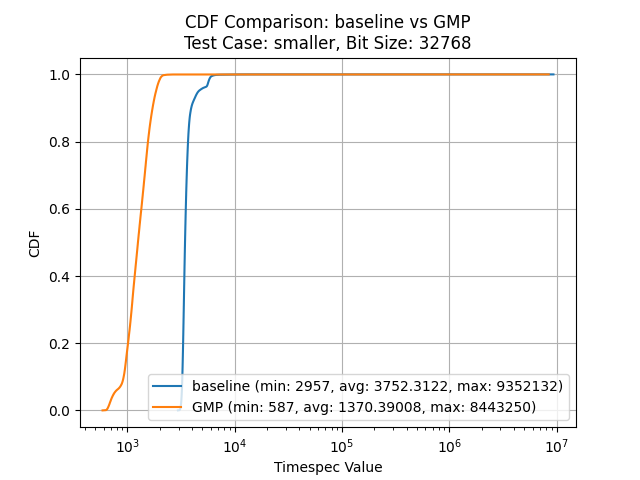 CDF Comparison: baseline vs GMP
Test Case: smaller, Bit Size: 32768
CDF
1.0
0.8
0.6
0.4
0.2
0.0
baseline (min: 2957, avg: 3752.3122, max: 9352132)
GMP (min: 587, avg: 1370.39008, max: 8443250)
10³ 10⁴ 10⁵ 10⁶ 10⁷
Timespec Value